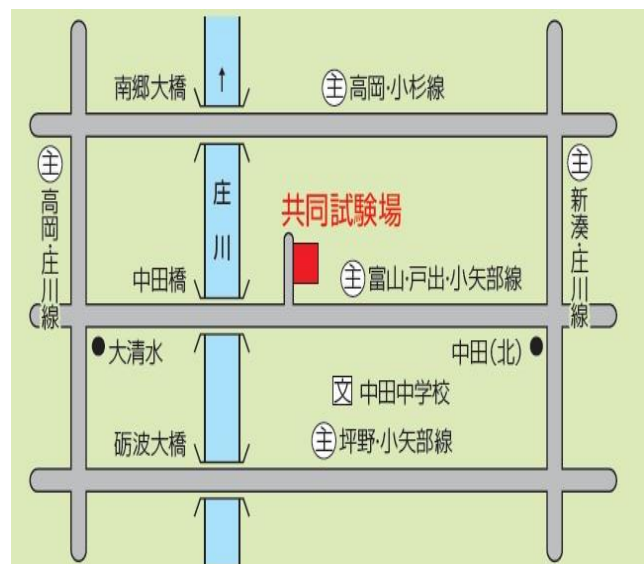 南郷大橋
↑
主 高岡・小杉線
主 高岡・庄川線
庄川
共同試験場
主 新湊・庄川線
中田橋
主 富山・戸出・小矢部線
大清水
中田(北)
文 中田中学校
砺波大橋
主 坪野・小矢部線